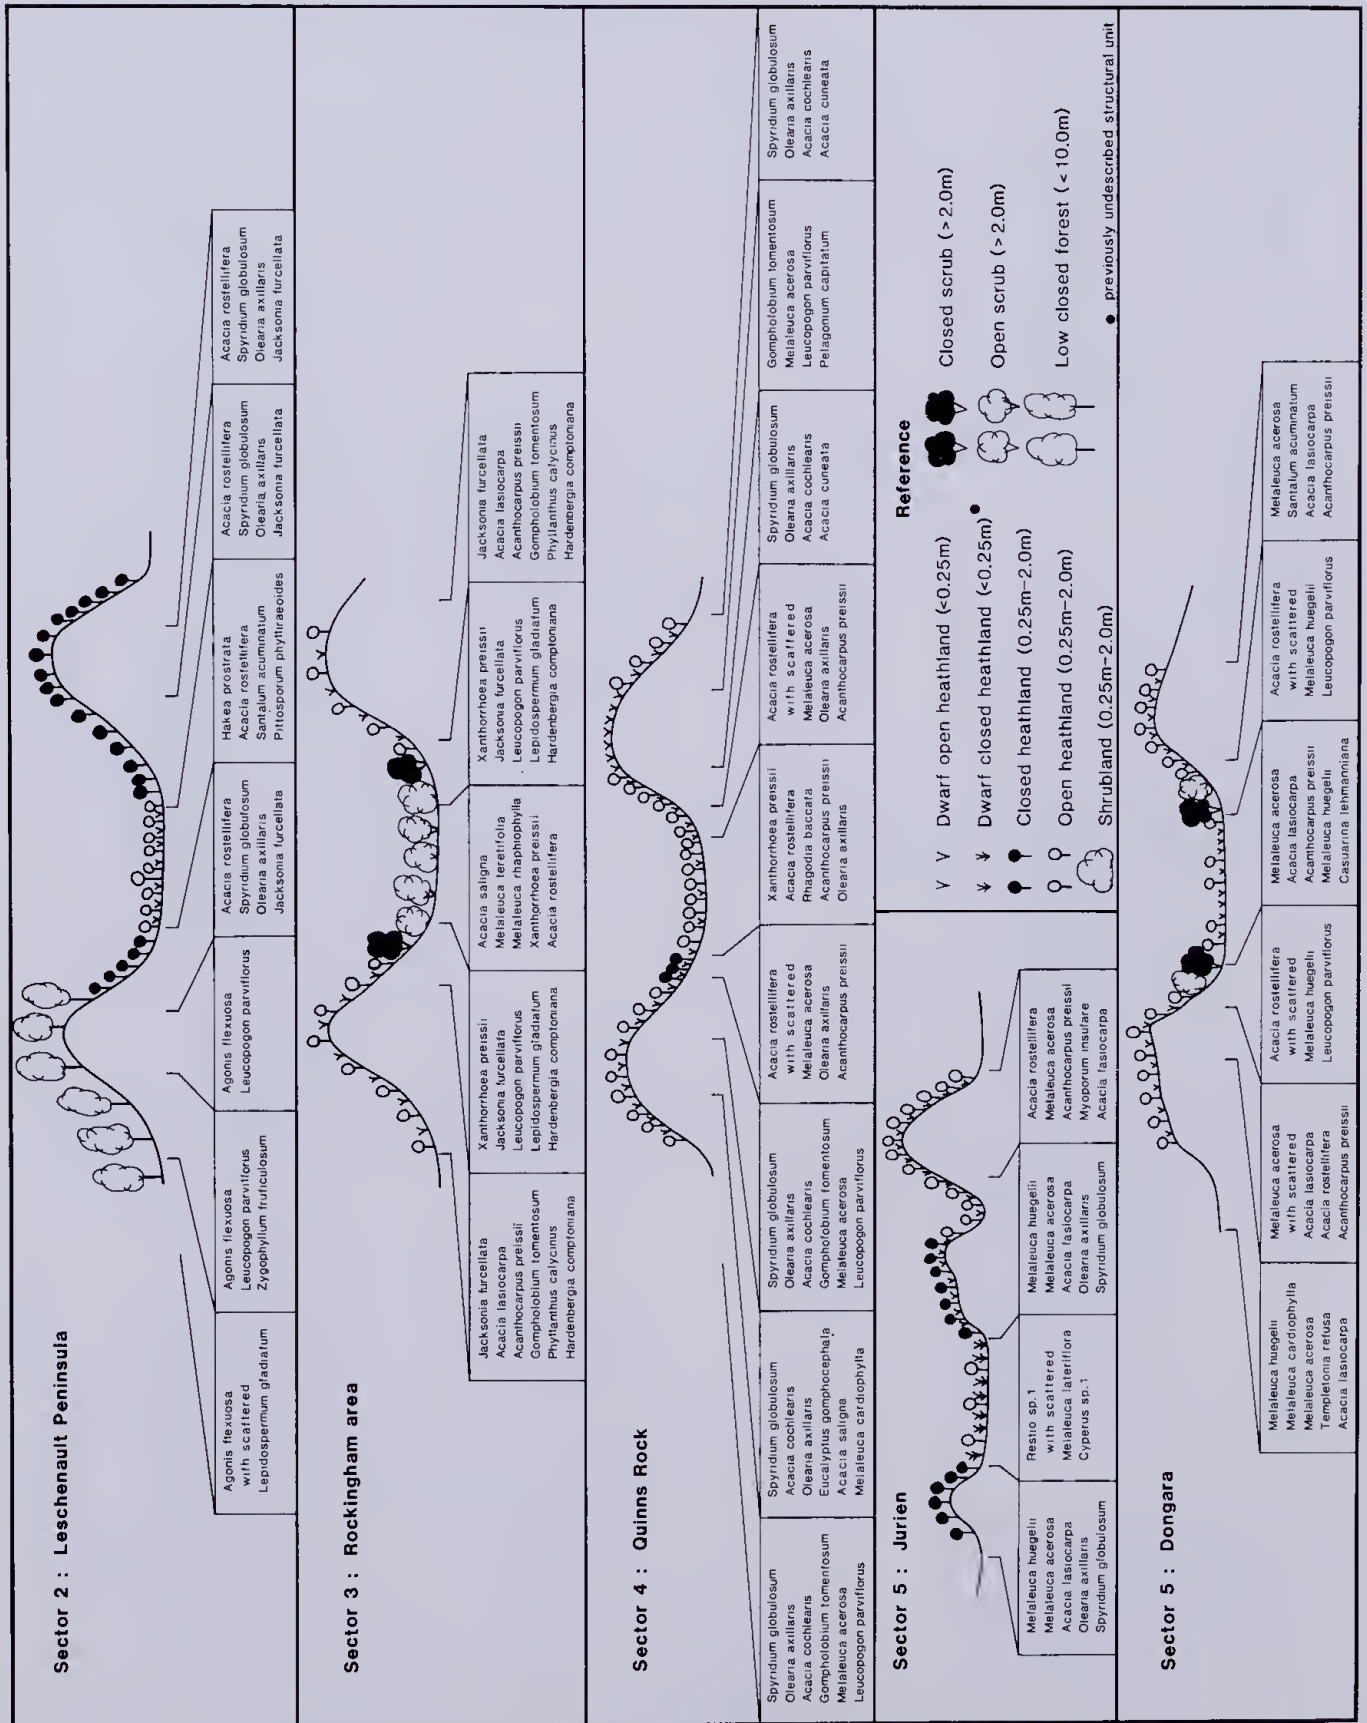 Sector 2 : Leschenault Peninsula
Agonis flexuosa
with scattered
Lepidospermum gladiatum
Agonis flexuosa
Leucopogon parviflorus
Zygophyllum fruticulosum
Agonis flexuosa
Leucopogon parviflorus
Acacia rostellifera
Spyridium globulosum
Olearia axillaris
Jacksonia furcellata
Hakea prostrata
Acacia rostellifera
Santalum acuminatum
Pittosporum phylliraeoides
Acacia rostellifera
Spyridium globulosum
Olearia axillaris
Jacksonia furcellata
Acacia rostellifera
Spyridium globulosum
Olearia axillaris
Jacksonia furcellata
Sector 3 : Rockingham area
Jacksonia furcellata
Acacia lasiocarpa
Acanthocarpus preissii
Gompholobium tomentosum
Phyllanthus calycinus
Hardenbergia comptoniana
Xanthorrhoea preissii
Jacksonia furcellata
Leucopogon parviflorus
Lepidospermum gladiatum
Hardenbergia comptoniana
Acacia saligna
Melaleuca teretifolia
Melaleuca rhaphiophylla
Xanthorrhoea preissii
Acacia rostellifera
Xanthorrhoea preissii
Jacksonia furcellata
Leucopogon parviflorus
Lepidospermum gladiatum
Hardenbergia comptoniana
Jacksonia furcellata
Acacia lasiocarpa
Acanthocarpus preissii
Gompholobium tomentosum
Phyllanthus calycinus
Hardenbergia comptoniana
Sector 4 : Quinns Rock
Spyridium globulosum
Olearia axillaris
Acacia cochlearis
Gompholobium tomentosum
Melaleuca acerosa
Leucopogon parviflorus
Spyridium globulosum
Acacia cochlearis
Olearia axillaris
Eucalyptus gomphocephala
Acacia saligna
Melaleuca cardiophylla
Spyridium globulosum
Olearia axillaris
Acacia cochlearis
Gompholobium tomentosum
Melaleuca acerosa
Leucopogon parviflorus
Acacia rostellifera
with scattered
Melaleuca acerosa
Olearia axillaris
Acanthocarpus preissii
Xanthorrhoea preissii
Acacia rostellifera
Rhagodia baccata
Acanthocarpus preissii
Olearia axillaris
Acacia rostellifera
with scattered
Melaleuca acerosa
Olearia axillaris
Acanthocarpus preissii
Spyridium globulosum
Olearia axillaris
Acacia cochlearis
Acacia cuneata
Gompholobium tomentosum
Melaleuca acerosa
Leucopogon parviflorus
Pelagonium capitatum
Spyridium globulosum
Olearia axillaris
Acacia cochlearis
Acacia cuneata
Sector 5 : Jurien
Melaleuca huegelii
Melaleuca acerosa
Acacia lasiocarpa
Olearia axillaris
Spyridium globulosum
Restio sp.1
with scattered
Melaleuca lateriflora
Cyperus sp.1
Melaleuca huegelii
Melaleuca acerosa
Acacia lasiocarpa
Olearia axillaris
Spyridium globulosum
Acacia rostellifera
Melaleuca acerosa
Acanthocarpus preissii
Myoporum insulare
Acacia lasiocarpa
Reference
Dwarf open heathland (<0.25m)
Dwarf closed heathland (<0.25m)●
Closed heathland (0.25m-2.0m)
Open heathland (0.25m-2.0m)
Shrubland (0.25m-2.0m)
Closed scrub (>2.0m)
Open scrub (>2.0m)
Low closed forest (<10.0m)
● previously undescribed structural unit
Sector 5 : Dongara
Melaleuca huegelii
Melaleuca cardiophylla
Melaleuca acerosa
Templetonia retusa
Acacia lasiocarpa
Melaleuca acerosa
with scattered
Acacia lasiocarpa
Acacia rostellifera
Acanthocarpus preissii
Acacia rostellifera
with scattered
Melaleuca huegelii
Leucopogon parviflorus
Melaleuca acerosa
Acacia lasiocarpa
Acanthocarpus preissii
Melaleuca huegelii
Casuarina lehmanniana
Acacia rostellifera
with scattered
Melaleuca huegelii
Leucopogon parviflorus
Melaleuca acerosa
Santalum acuminatum
Acacia lasiocarpa
Acanthocarpus preissii